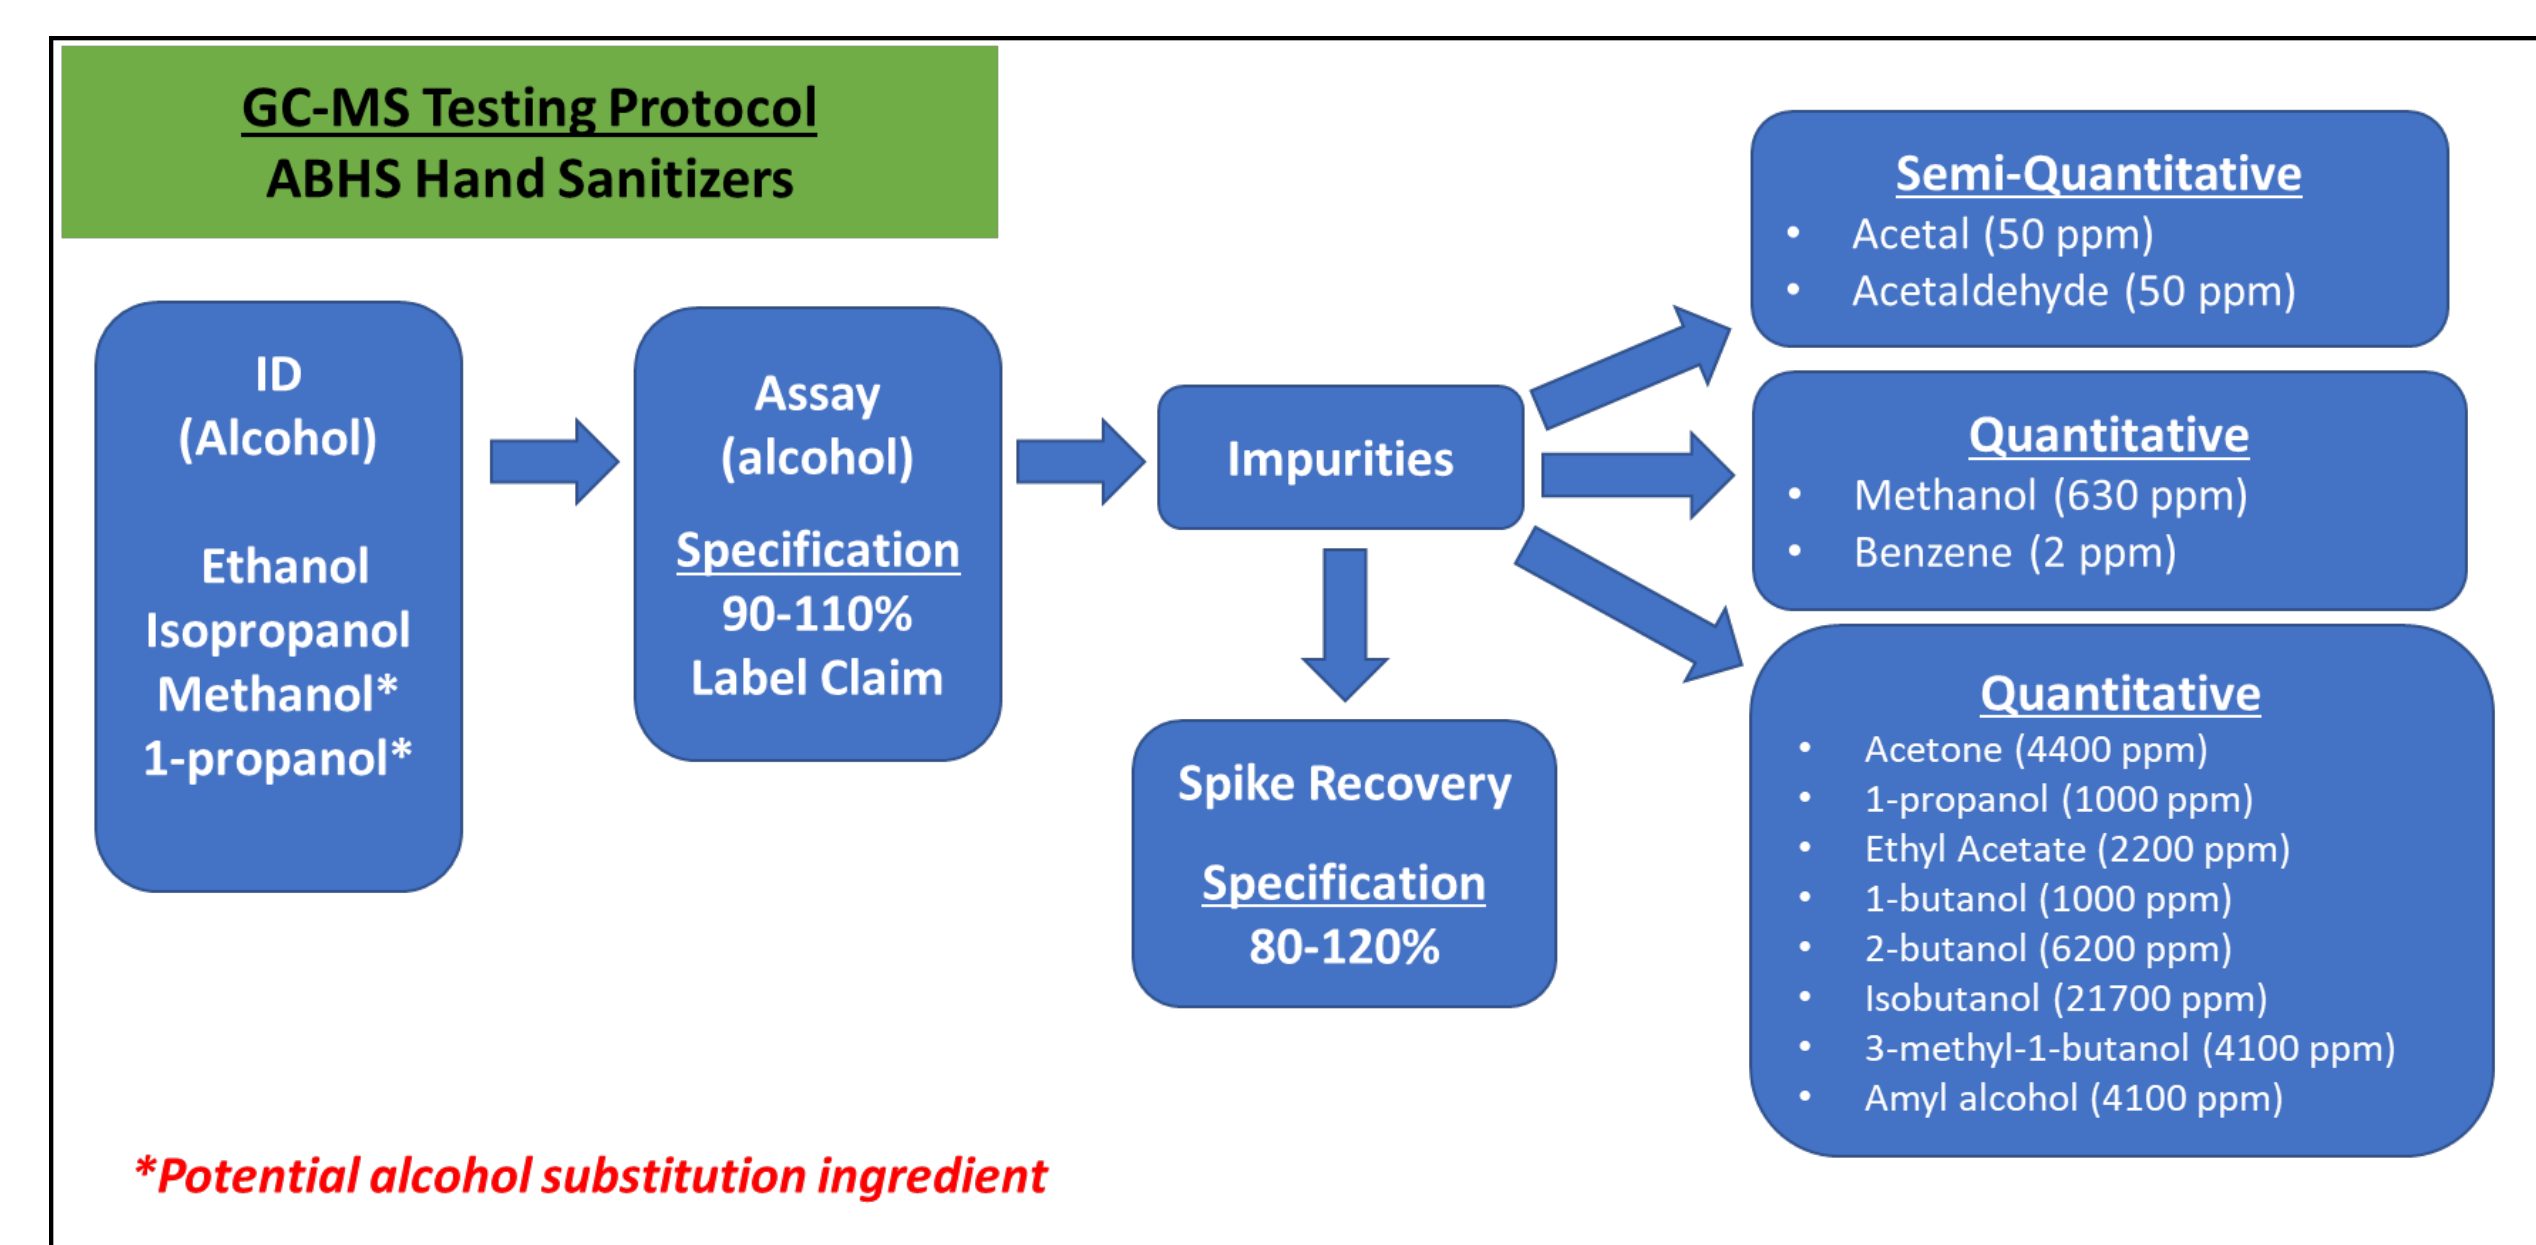 GC-MS Testing Protocol
ABHS Hand Sanitizers
ID
(Alcohol)
Ethanol
Isopropanol
Methanol*
1-propanol*
Assay
(alcohol)
Specification
90-110%
Label Claim
Impurities
Spike Recovery
Specification
80-120%
Semi-Quantitative
• Acetal (50 ppm)
• Acetaldehyde (50 ppm)
Quantitative
• Methanol (630 ppm)
• Benzene (2 ppm)
Quantitative
• Acetone (4400 ppm)
• 1-propanol (1000 ppm)
• Ethyl Acetate (2200 ppm)
• 1-butanol (1000 ppm)
• 2-butanol (6200 ppm)
• Isobutanol (21700 ppm)
• 3-methyl-1-butanol (4100 ppm)
• Amyl alcohol (4100 ppm)
*Potential alcohol substitution ingredient